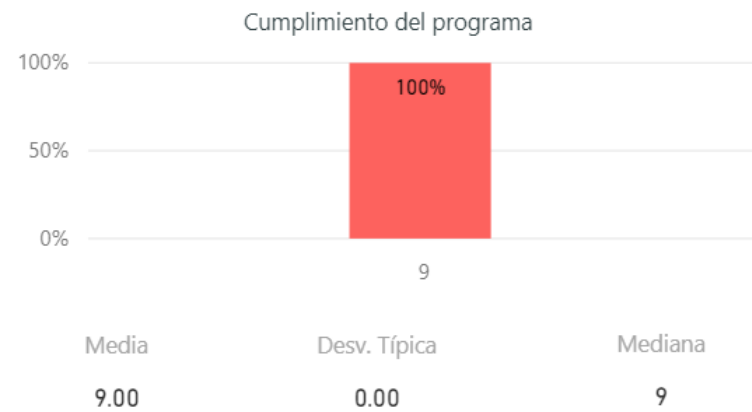 Cumplimiento del programa
100%
100%
50%
0%
9
Media Desv. Típica Mediana
9.00 0.00 9